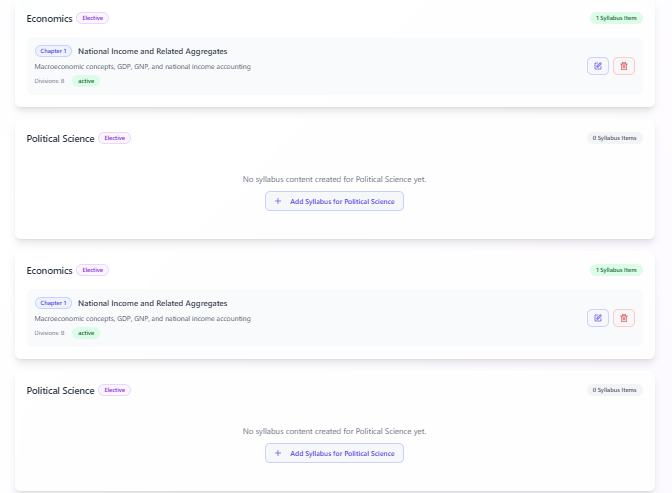 Economics Elective 1 Syllabus Item
Chapter 1 National Income and Related Aggregates
Macroeconomic concepts, GDP, GNP, and national income accounting
Divisions: B active
Political Science Elective 0 Syllabus Items
No syllabus content created for Political Science yet.
+ Add Syllabus for Political Science
Economics Elective 1 Syllabus Item
Chapter 1 National Income and Related Aggregates
Macroeconomic concepts, GDP, GNP, and national income accounting
Divisions: B active
Political Science Elective 0 Syllabus Items
No syllabus content created for Political Science yet.
+ Add Syllabus for Political Science